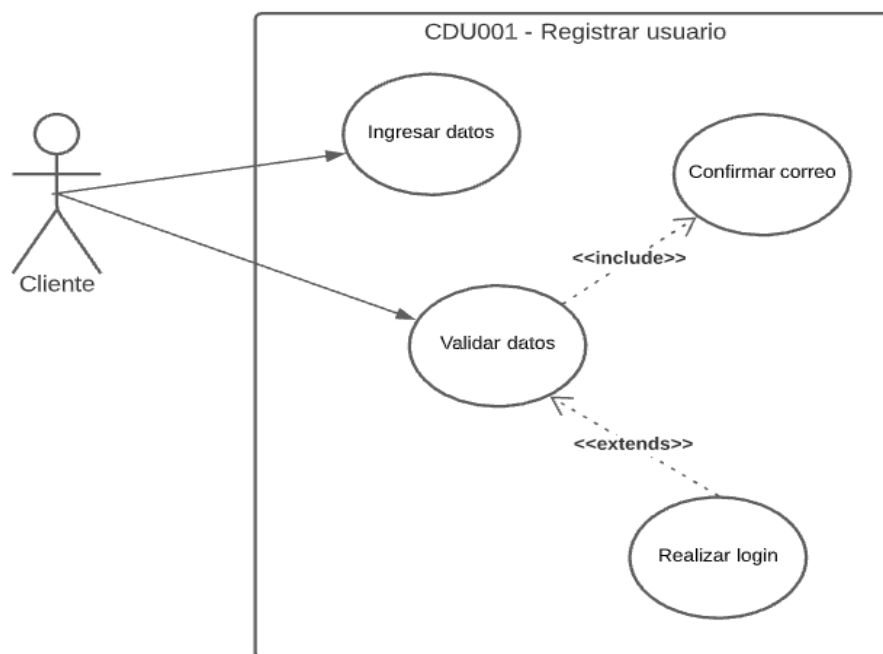 CDU001 - Registrar usuario
Ingresar datos
Confirmar correo
Cliente
<<include>>
Validar datos
<<extends>>
Realizar login